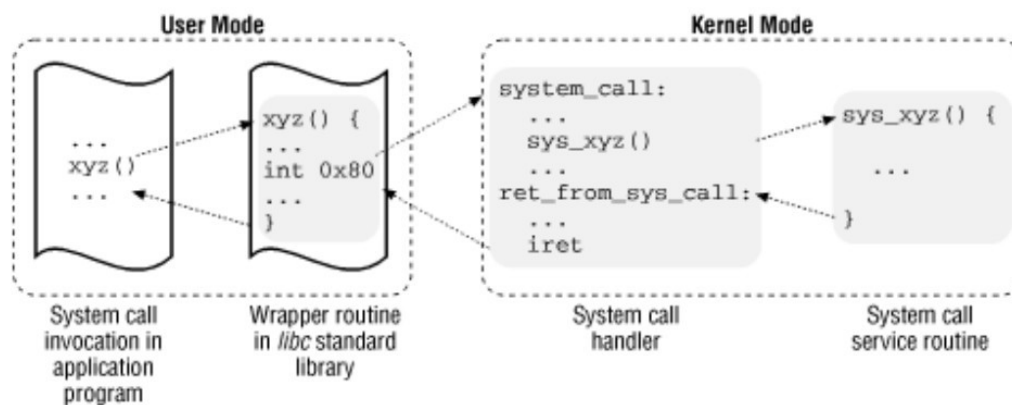 User Mode
Kernel Mode
...
xyz()
...
xyz() {
...
int 0x80
...
}
system_call:
...
sys_xyz()
...
ret_from_sys_call:
...
iret
sys_xyz() {
...
}
System call
invocation in
application
program
Wrapper routine
in libc standard
library
System call
handler
System call
service routine